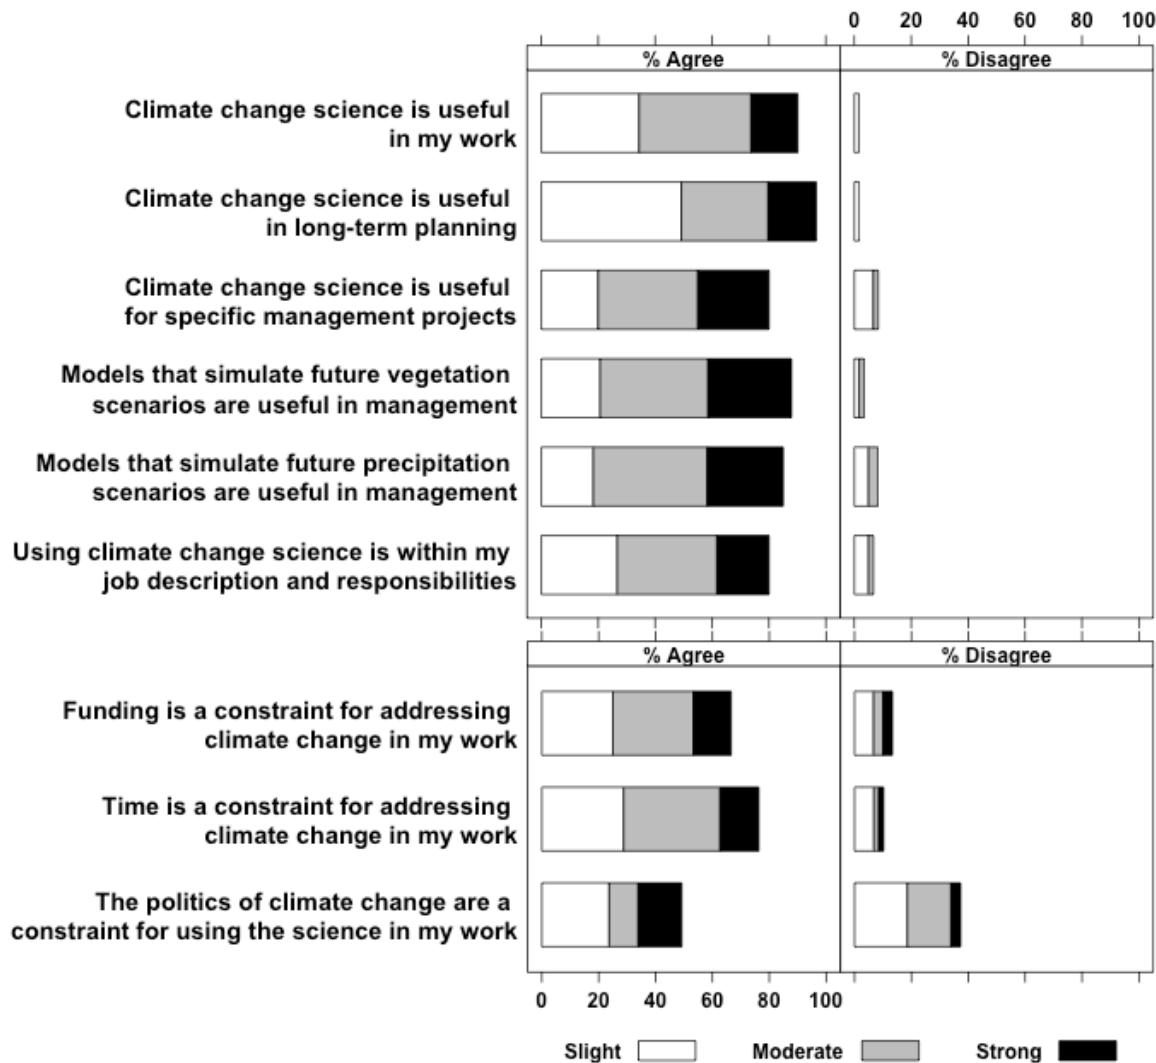 0 20 40 60 80 100
% Agree % Disagree
Climate change science is useful
in my work
Climate change science is useful
in long-term planning
Climate change science is useful
for specific management projects
Models that simulate future vegetation
scenarios are useful in management
Models that simulate future precipitation
scenarios are useful in management
Using climate change science is within my
job description and responsibilities
% Agree % Disagree
Funding is a constraint for addressing
climate change in my work
Time is a constraint for addressing
climate change in my work
The politics of climate change are a
constraint for using the science in my work
0 20 40 60 80 100
Slight Moderate Strong